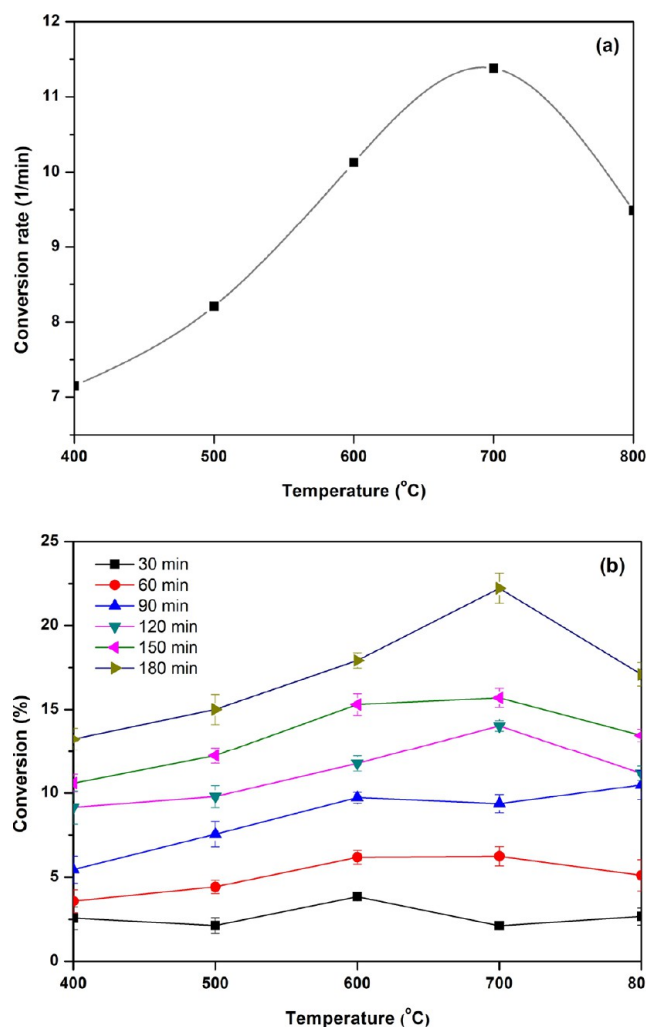 (a)
Conversion rate (1/min)
12
11
10
9
8
7
400 500 600 700 800
Temperature (°C)
(b)
Conversion (%)
25
20
15
10
5
0
30 min
60 min
90 min
120 min
150 min
180 min
400 500 600 700 80
Temperature (°C)